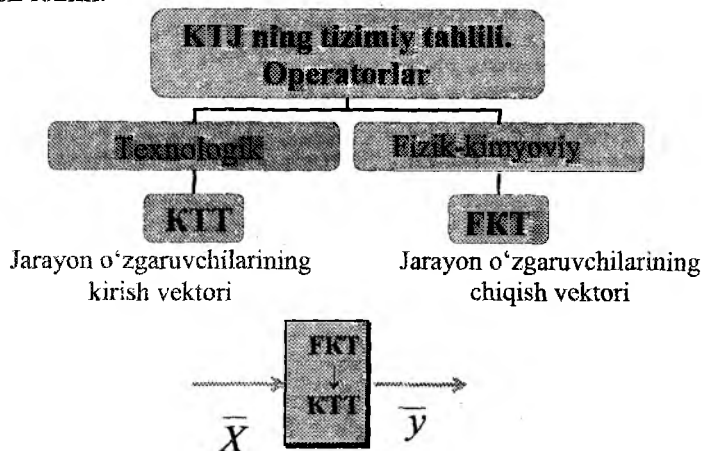 KTJ ning tizimiy tahlili.
Operatorlar
Texnologik
Fizik-kimyoviy
KTT
FKT
Jarayon o‘zgaruvchilarining
kirish vektori
Jarayon o‘zgaruvchilarining
chiqish vektori
FKT
↓
KTT
X̅
y̅